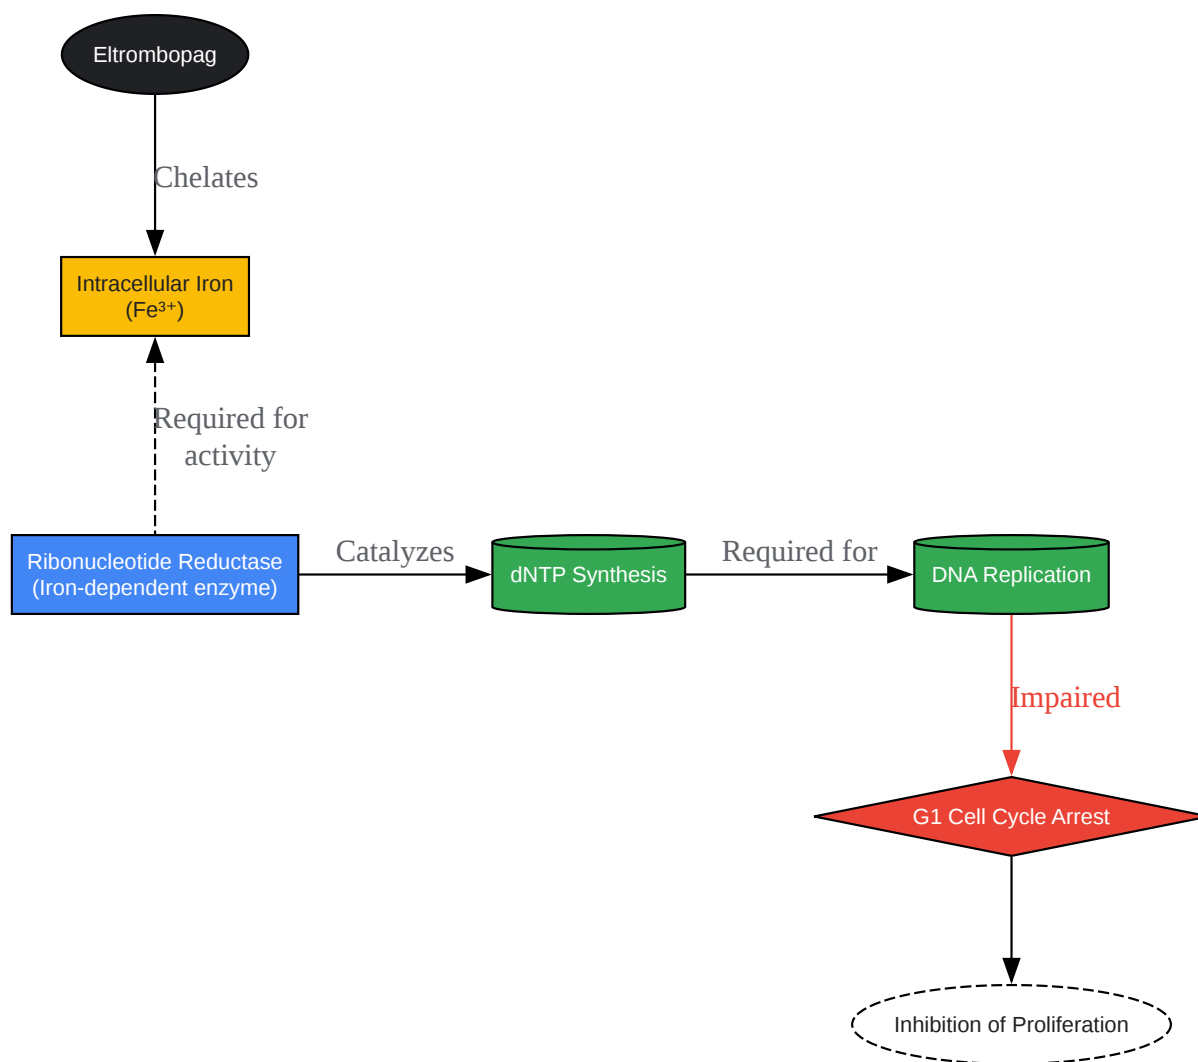 Eltrombopag
Chelates
Intracellular Iron
(Fe³⁺)
Required for
activity
Ribonucleotide Reductase
(Iron-dependent enzyme)
Catalyzes
dNTP Synthesis
Required for
DNA Replication
Impaired
G1 Cell Cycle Arrest
Inhibition of Proliferation